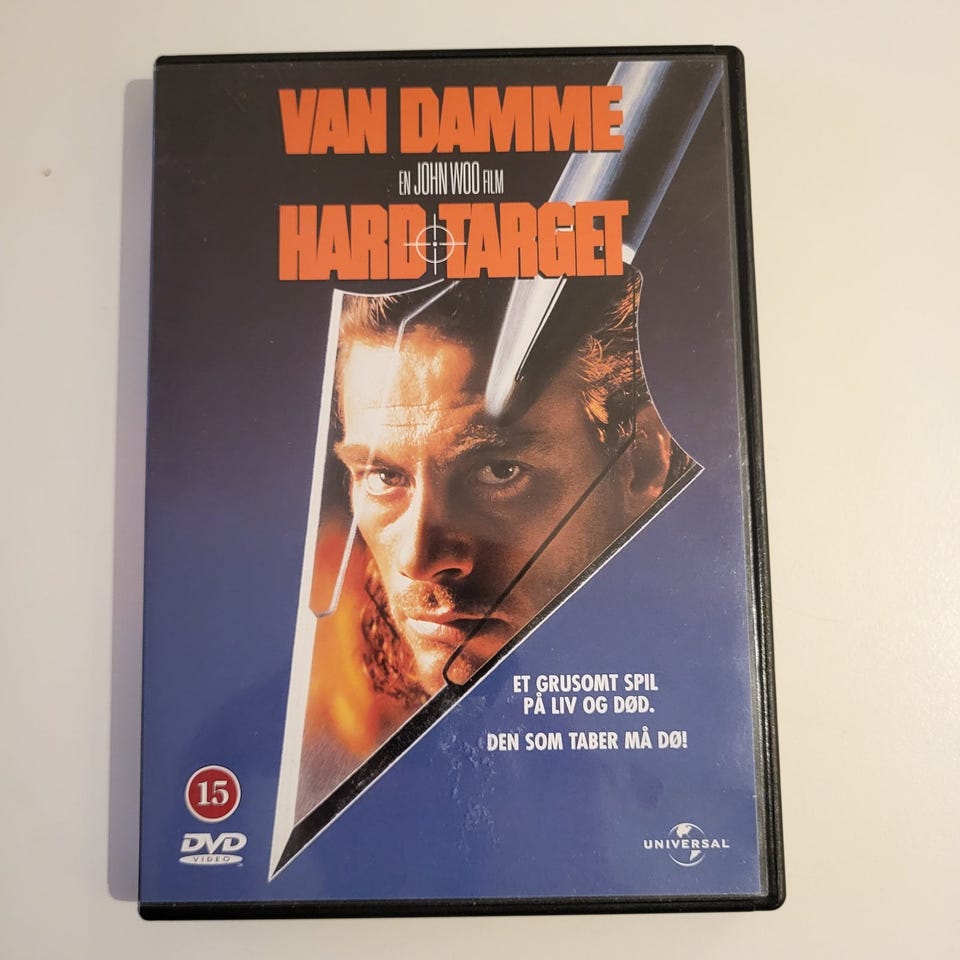 VAN DAMME
EN JOHN WOO FILM
HARD TARGET
ET GRUSOMT SPIL
PÅ LIV OG DØD.
DEN SOM TABER MÅ DØ!
15
DVD
VIDEO
UNIVERSAL